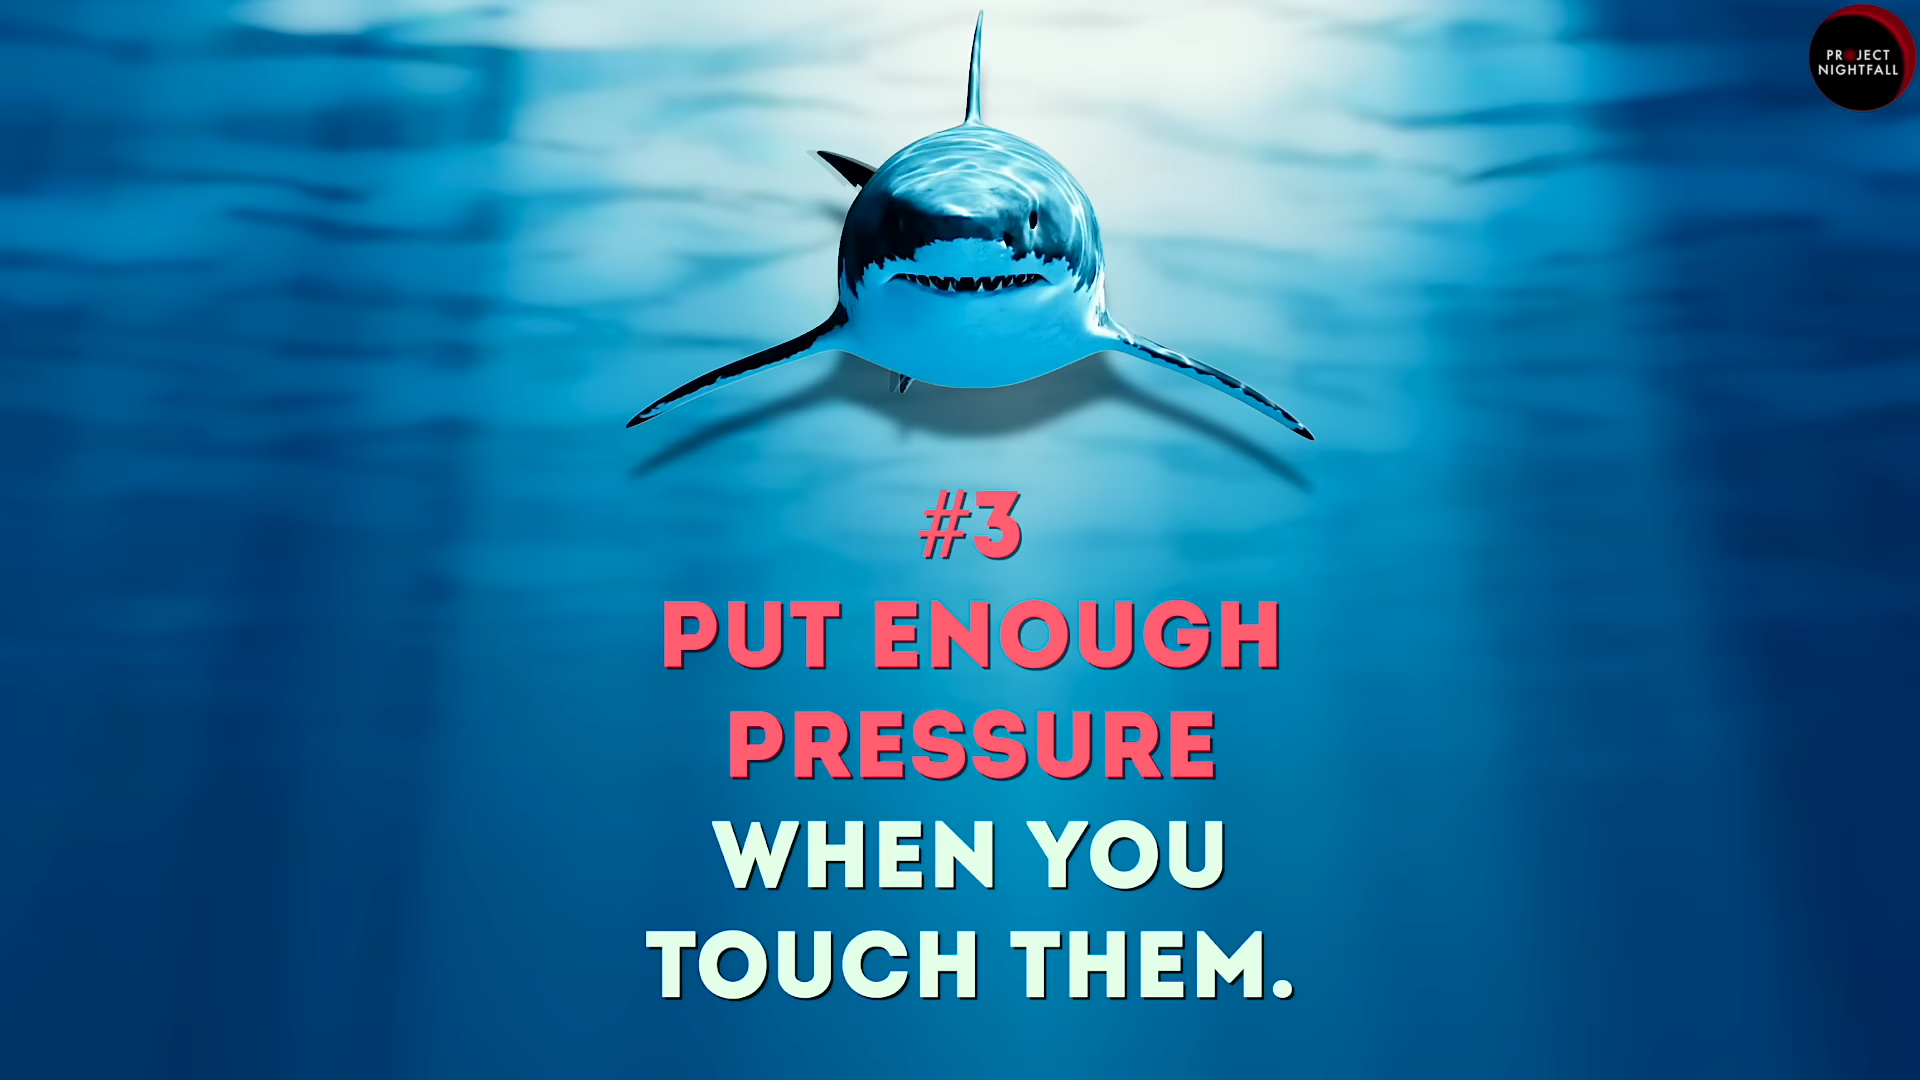 PROJECT
NIGHTFALL
#3
PUT ENOUGH
PRESSURE
WHEN YOU
TOUCH THEM.